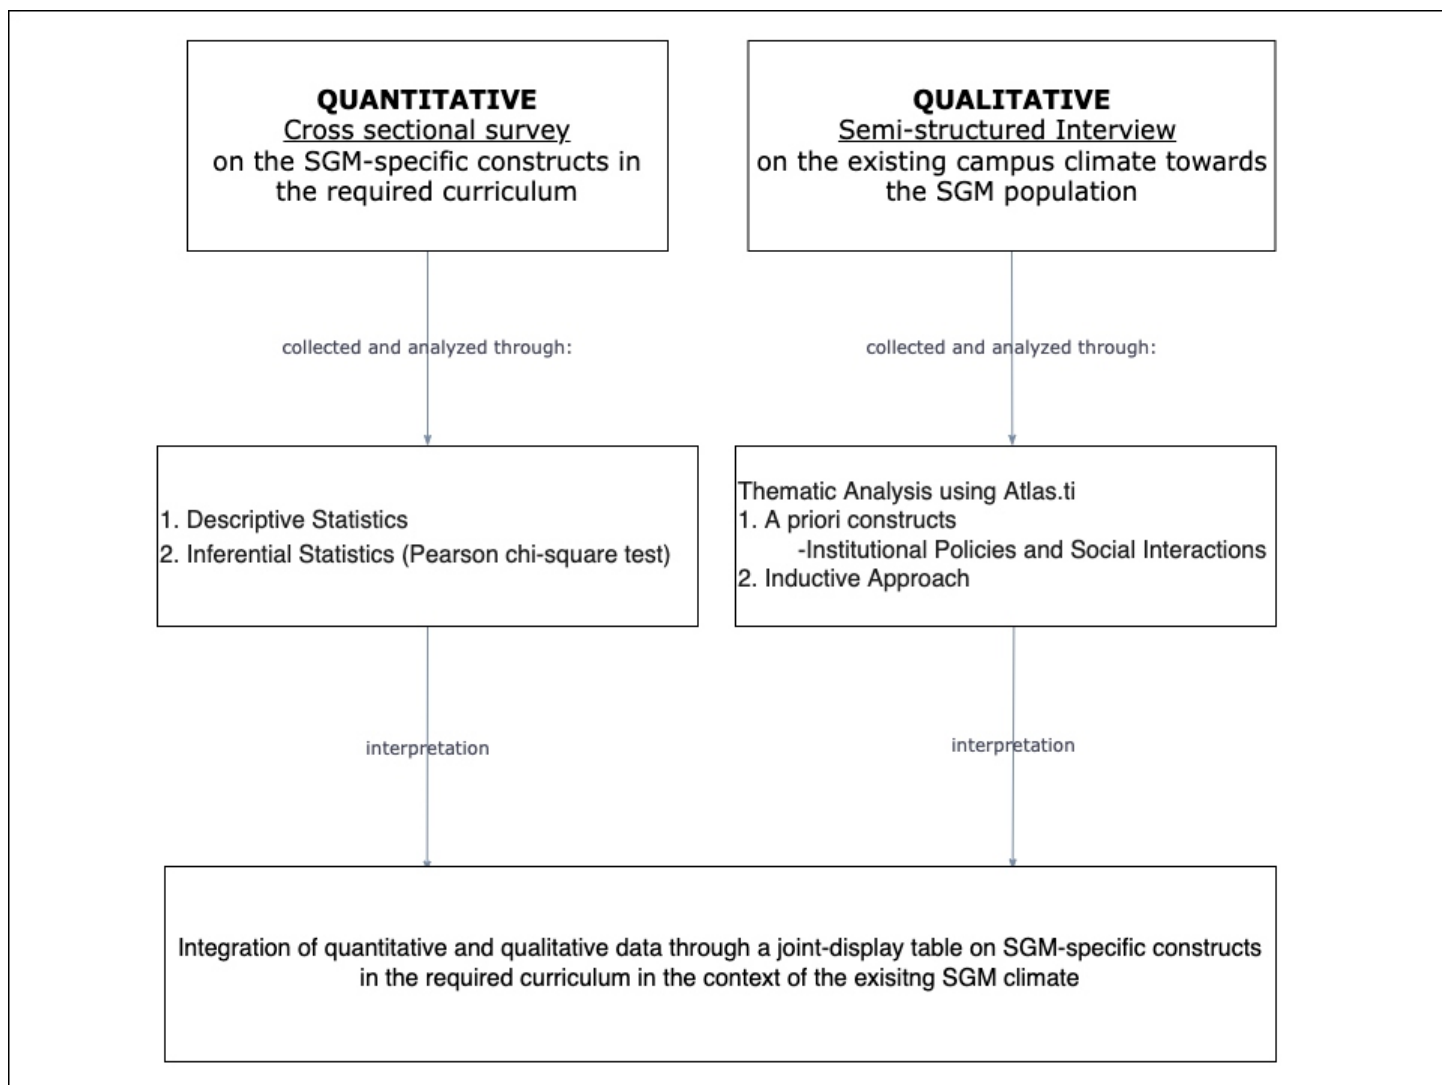 QUANTITATIVE
Cross sectional survey
on the SGM-specific constructs in
the required curriculum
QUALITATIVE
Semi-structured Interview
on the existing campus climate towards
the SGM population
collected and analyzed through:
collected and analyzed through:
1. Descriptive Statistics
2. Inferential Statistics (Pearson chi-square test)
Thematic Analysis using Atlas.ti
1. A priori constructs
-Institutional Policies and Social Interactions
2. Inductive Approach
interpretation
interpretation
Integration of quantitative and qualitative data through a joint-display table on SGM-specific constructs
in the required curriculum in the context of the exisitng SGM climate